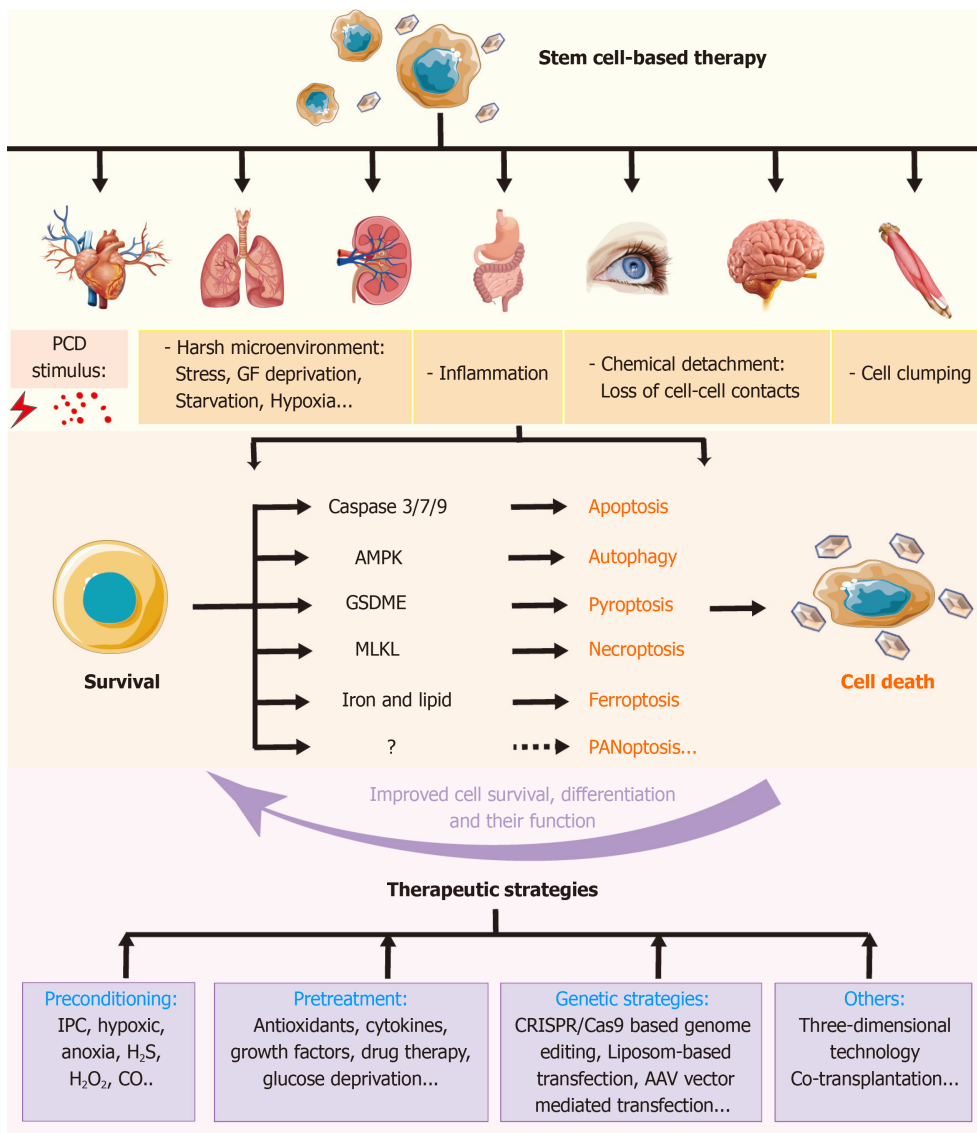 Stem cell-based therapy
PCD
stimulus:
- Harsh microenvironment:
Stress, GF deprivation,
Starvation, Hypoxia...
- Inflammation
- Chemical detachment:
Loss of cell-cell contacts
- Cell clumping
Caspase 3/7/9
Apoptosis
AMPK
Autophagy
GSDME
Pyroptosis
MLKL
Necroptosis
Survival
Cell death
Iron and lipid
Ferroptosis
?
PANoptosis...
Improved cell survival, differentiation
and their function
Therapeutic strategies
Preconditioning:
IPC, hypoxic,
anoxia, H₂S,
H₂O₂, CO..
Pretreatment:
Antioxidants, cytokines,
growth factors, drug therapy,
glucose deprivation...
Genetic strategies:
CRISPR/Cas9 based genome
editing, Liposom-based
transfection, AAV vector
mediated transfection...
Others:
Three-dimensional
technology
Co-transplantation...